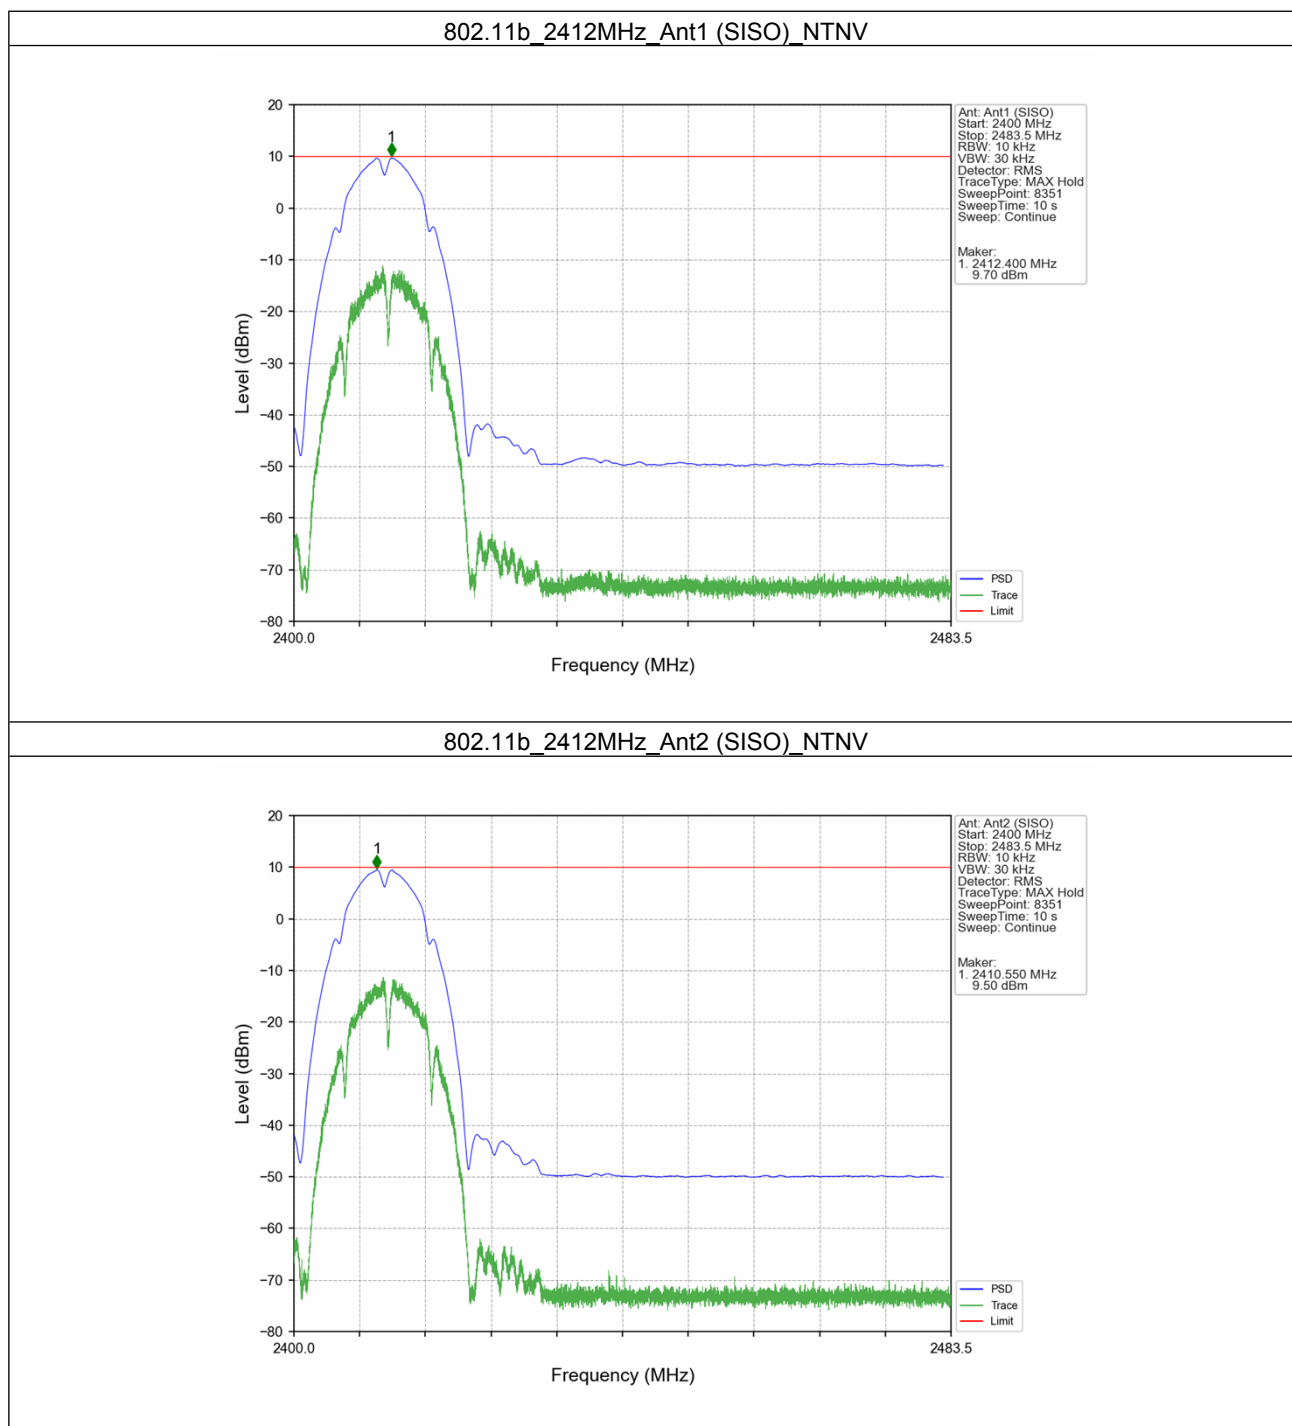 802.11b_2412MHz_Ant1 (SISO)_NTNV
20
10
0
−10
−20
−30
−40
−50
−60
−70
−80
Level (dBm)
1
2400.0
2483.5
Frequency (MHz)
Ant: Ant1 (SISO)
Start: 2400 MHz
Stop: 2483.5 MHz
RBW: 10 kHz
VBW: 30 kHz
Detector: RMS
TraceType: MAX Hold
SweepPoint: 8351
SweepTime: 10 s
Sweep: Continue
Maker:
1. 2412.400 MHz
9.70 dBm
PSD
Trace
Limit
802.11b_2412MHz_Ant2 (SISO)_NTNV
20
10
0
−10
−20
−30
−40
−50
−60
−70
−80
Level (dBm)
1
2400.0
2483.5
Frequency (MHz)
Ant: Ant2 (SISO)
Start: 2400 MHz
Stop: 2483.5 MHz
RBW: 10 kHz
VBW: 30 kHz
Detector: RMS
TraceType: MAX Hold
SweepPoint: 8351
SweepTime: 10 s
Sweep: Continue
Maker:
1. 2410.550 MHz
9.50 dBm
PSD
Trace
Limit